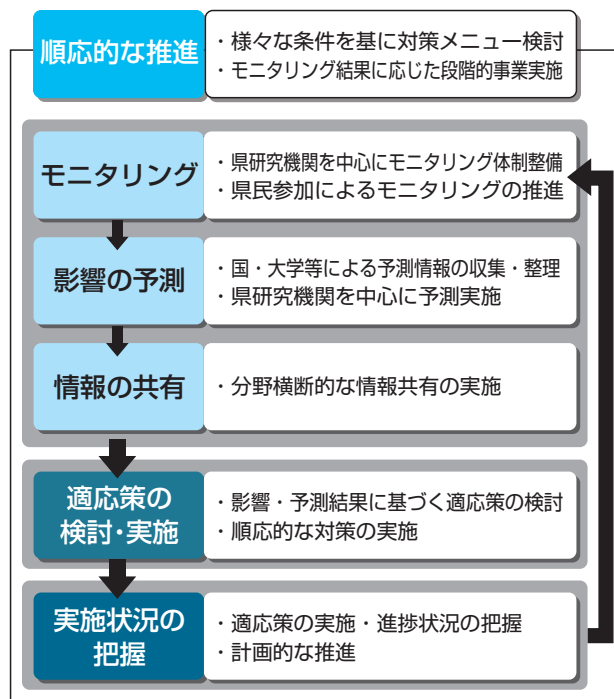 順応的な推進
・様々な条件を基に対策メニュー検討
・モニタリング結果に応じた段階的事業実施
モニタリング
・県研究機関を中心にモニタリング体制整備
・県民参加によるモニタリングの推進
影響の予測
・国・大学等による予測情報の収集・整理
・県研究機関を中心に予測実施
情報の共有
・分野横断的な情報共有の実施
適応策の
検討・実施
・影響・予測結果に基づく適応策の検討
・順応的な対策の実施
実施状況の
把握
・適応策の実施・進捗状況の把握
・計画的な推進